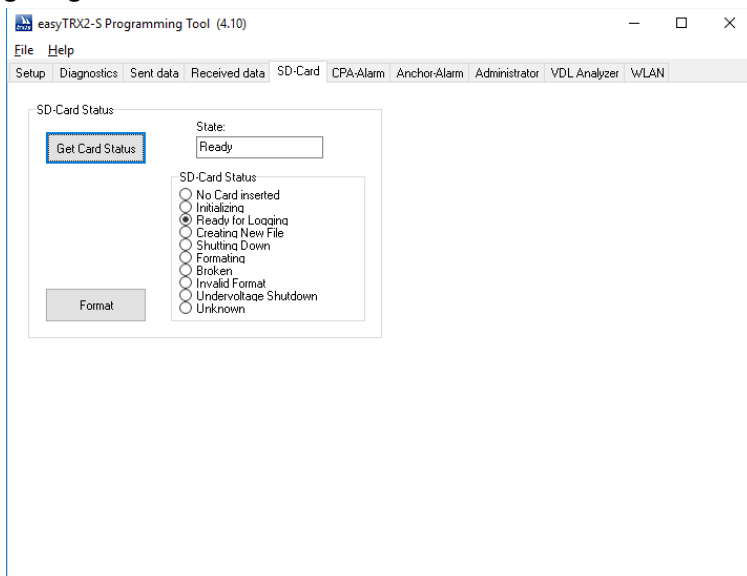 easyTRX2-S Programming Tool (4.10)
File Help
Setup Diagnostics Sent data Received data SD-Card CPA-Alarm Anchor-Alarm Administrator VDL Analyzer WLAN
SD-Card Status
State:
Get Card Status Ready
SD-Card Status
No Card inserted
Initializing
Ready for Logging
Creating New File
Shutting Down
Formating
Broken
Invalid Format
Undervoltage Shutdown
Unknown
Format